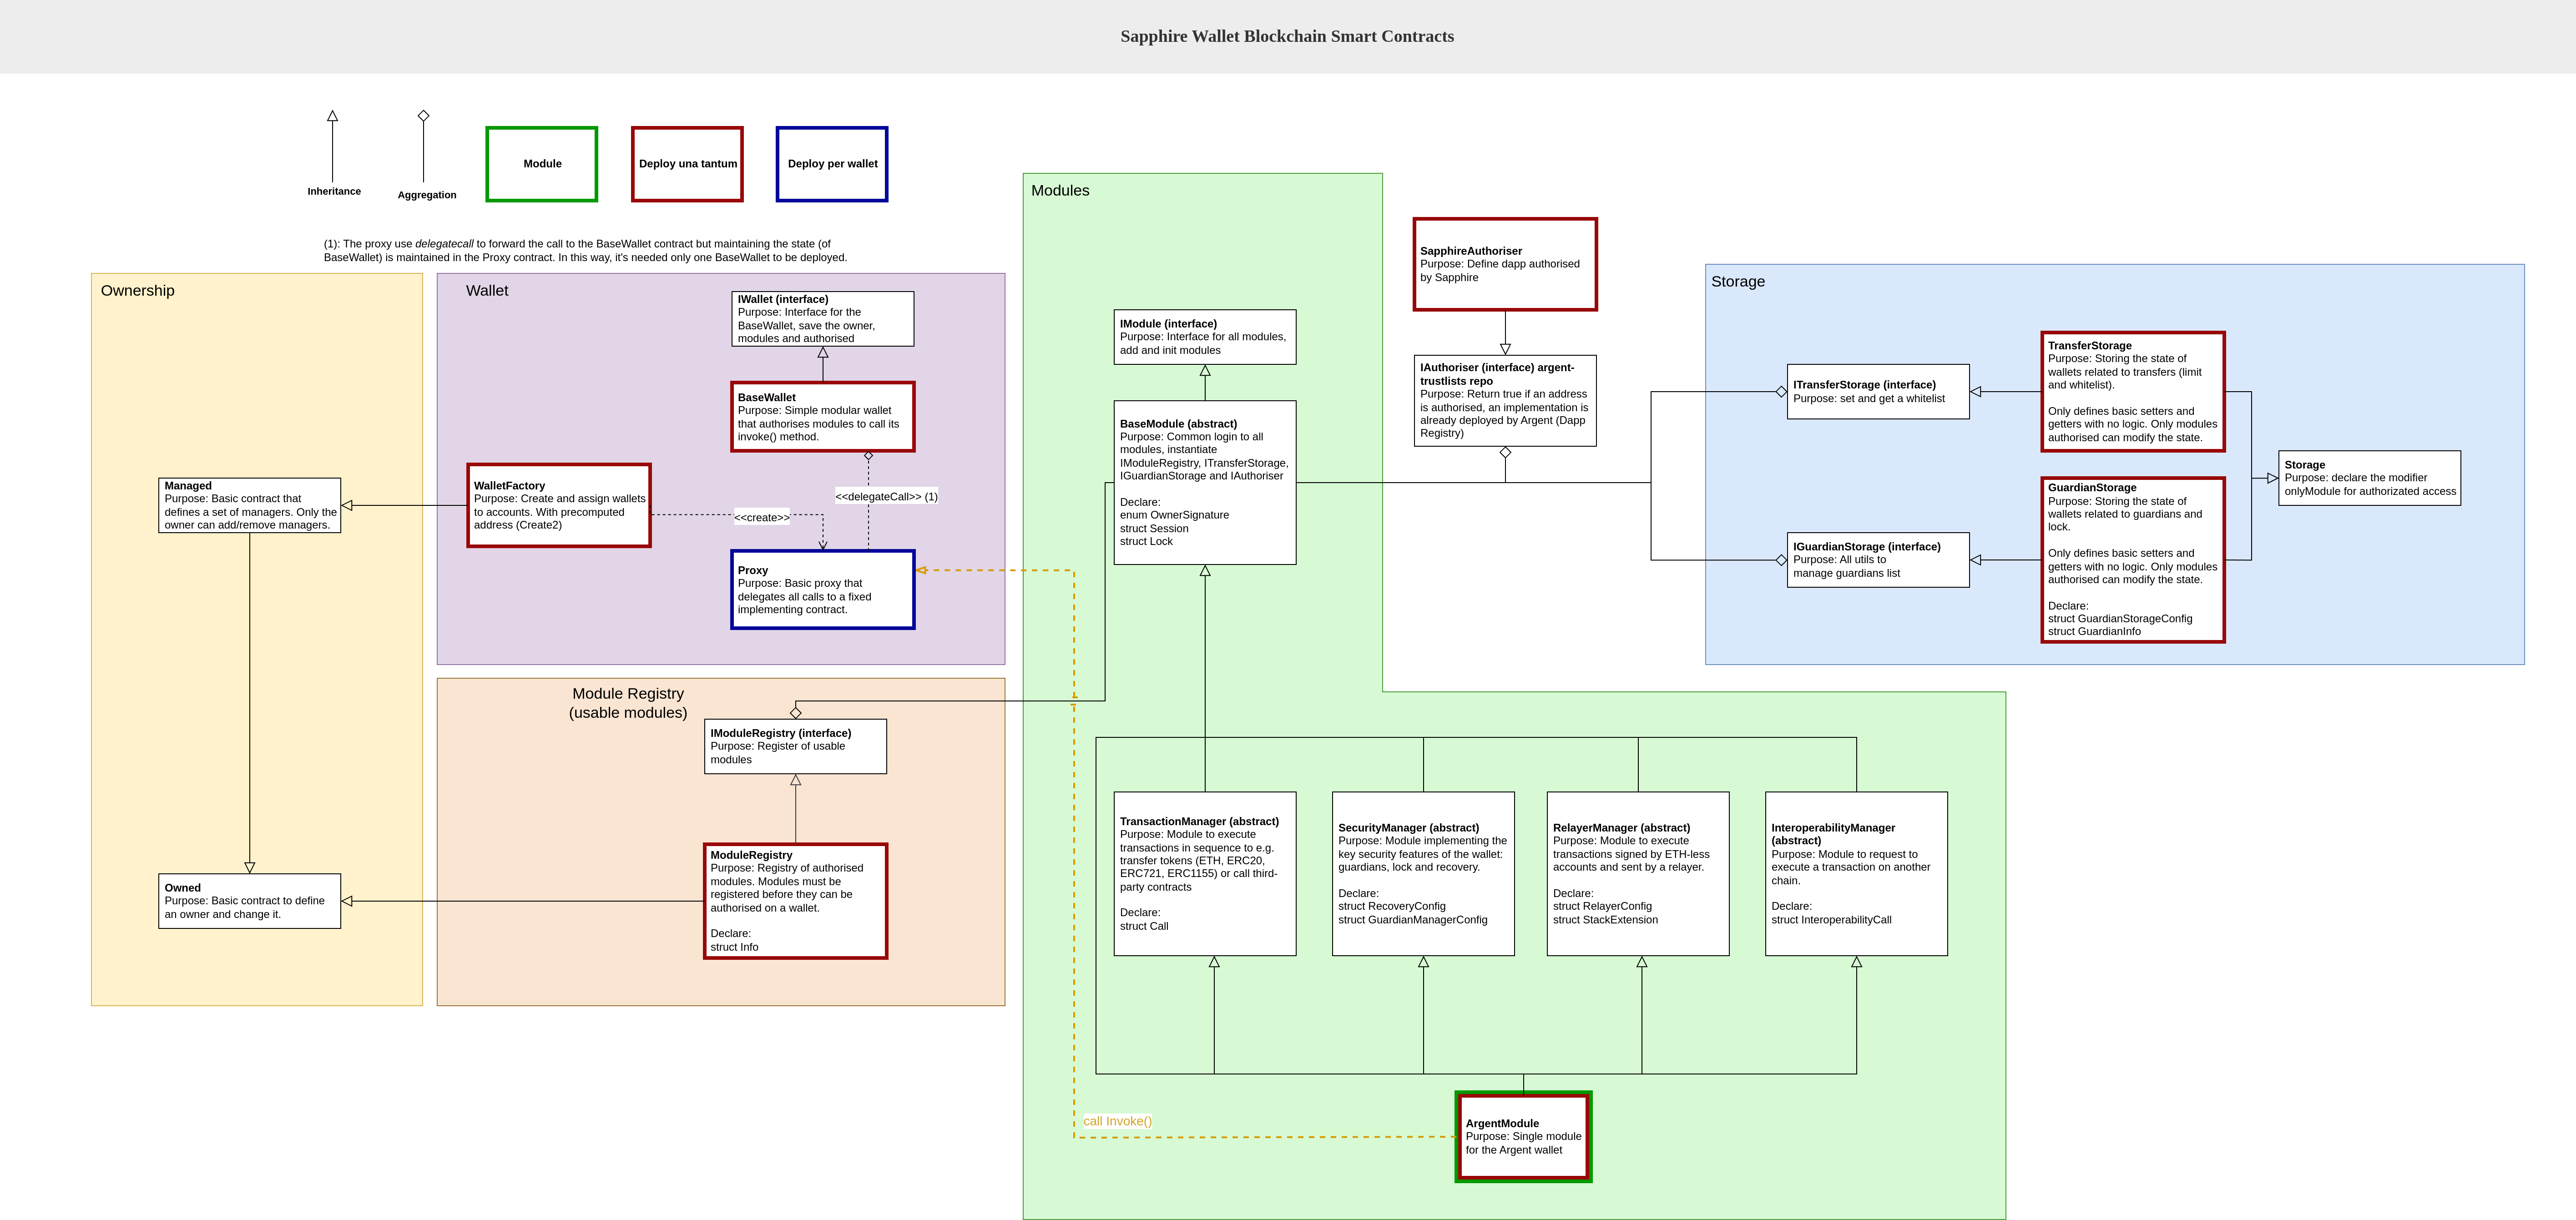 Sapphire Wallet Blockchain Smart Contracts
Inheritance
Aggregation
Module
Deploy una tantum
Deploy per wallet
(1): The proxy use delegatecall to forward the call to the BaseWallet contract but maintaining the state (of
BaseWallet) is maintained in the Proxy contract. In this way, it's needed only one BaseWallet to be deployed.
Ownership
Managed
Purpose: Basic contract that
defines a set of managers. Only the
owner can add/remove managers.
Owned
Purpose: Basic contract to define
an owner and change it.
Wallet
IWallet (interface)
Purpose: Interface for the
BaseWallet, save the owner,
modules and authorised
BaseWallet
Purpose: Simple modular wallet
that authorises modules to call its
invoke() method.
WalletFactory
Purpose: Create and assign wallets
to accounts. With precomputed
address (Create2)
<<delegateCall>> (1)
<<create>>
Proxy
Purpose: Basic proxy that
delegates all calls to a fixed
implementing contract.
Module Registry
(usable modules)
IModuleRegistry (interface)
Purpose: Register of usable
modules
ModuleRegistry
Purpose: Registry of authorised
modules. Modules must be
registered before they can be
authorised on a wallet.
Declare:
struct Info
Modules
IModule (interface)
Purpose: Interface for all modules,
add and init modules
BaseModule (abstract)
Purpose: Common login to all
modules, instantiate
IModuleRegistry, ITransferStorage,
IGuardianStorage and IAuthoriser
Declare:
enum OwnerSignature
struct Session
struct Lock
SapphireAuthoriser
Purpose: Define dapp authorised
by Sapphire
IAuthoriser (interface) argent-
trustlists repo
Purpose: Return true if an address
is authorised, an implementation is
already deployed by Argent (Dapp
Registry)
Storage
ITransferStorage (interface)
Purpose: set and get a whitelist
IGuardianStorage (interface)
Purpose: All utils to
manage guardians list
TransferStorage
Purpose: Storing the state of
wallets related to transfers (limit
and whitelist).
Only defines basic setters and
getters with no logic. Only modules
authorised can modify the state.
GuardianStorage
Purpose: Storing the state of
wallets related to guardians and
lock.
Only defines basic setters and
getters with no logic. Only modules
authorised can modify the state.
Declare:
struct GuardianStorageConfig
struct GuardianInfo
Storage
Purpose: declare the modifier
onlyModule for authorizated access
TransactionManager (abstract)
Purpose: Module to execute
transactions in sequence to e.g.
transfer tokens (ETH, ERC20,
ERC721, ERC1155) or call third-
party contracts
Declare:
struct Call
SecurityManager (abstract)
Purpose: Module implementing the
key security features of the wallet:
guardians, lock and recovery.
Declare:
struct RecoveryConfig
struct GuardianManagerConfig
RelayerManager (abstract)
Purpose: Module to execute
transactions signed by ETH-less
accounts and sent by a relayer.
Declare:
struct RelayerConfig
struct StackExtension
InteroperabilityManager
(abstract)
Purpose: Module to request to
execute a transaction on another
chain.
Declare:
struct InteroperabilityCall
call Invoke()
ArgentModule
Purpose: Single module
for the Argent wallet